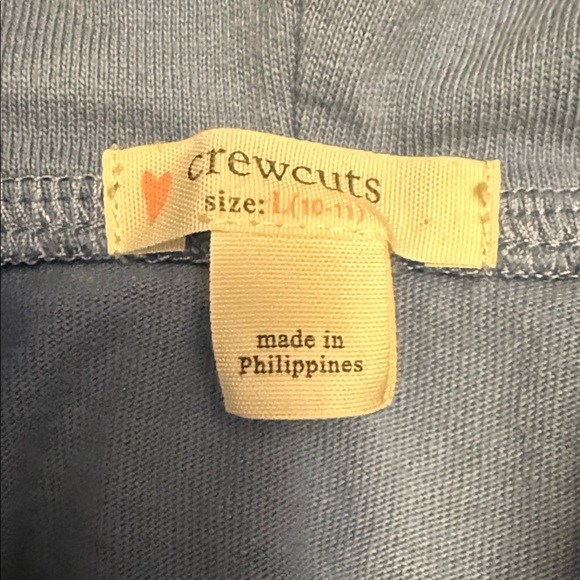 crewcuts
size: L(10-11)
made in
Philippines